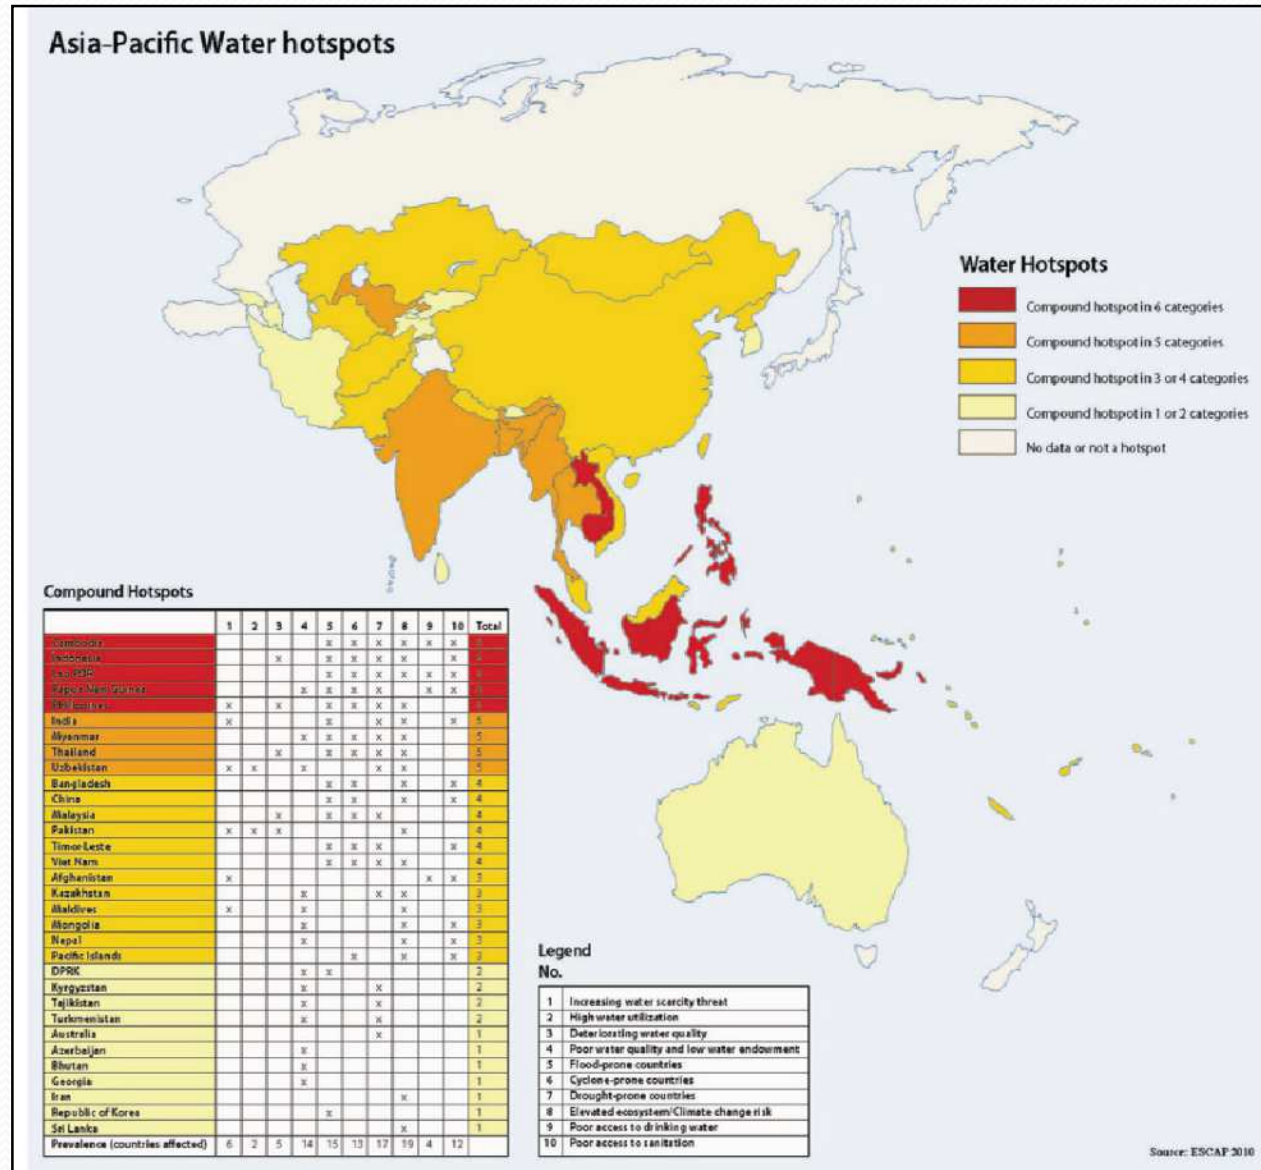 Asia-Pacific Water hotspots
Water Hotspots
Compound hotspot in 6 categories
Compound hotspot in 5 categories
Compound hotspot in 3 or 4 categories
Compound hotspot in 1 or 2 categories
No data or not a hotspot
Compound Hotspots
1 2 3 4 5 6 7 8 9 10 Total
Cambodia x x x x x x
Indonesia x x x x x x
Lao PDR x x x x x x
Papua New Guinea x x x x x x
Philippines x x x x x x
India x x x x x 5
Myanmar x x x x x 5
Thailand x x x x x 5
Uzbekistan x x x x x 5
Bangladesh x x x x 4
China x x x x 4
Malaysia x x x x 4
Pakistan x x x x 4
Timor-Leste x x x x 4
Viet Nam x x x x 4
Afghanistan x x x 3
Kazakhstan x x x 3
Maldives x x x 3
Mongolia x x x 3
Nepal x x x 3
Pacific Islands x x x 3
DPRK x x 2
Kyrgyzstan x x 2
Tajikistan x x 2
Turkmenistan x x 2
Australia x 1
Azerbaijan x 1
Bhutan x 1
Georgia x 1
Iran x 1
Republic of Korea x 1
Sri Lanka x 1
Prevalence (countries affected) 6 2 5 14 15 13 17 19 4 12
Legend
No.
1 Increasing water scarcity threat
2 High water utilization
3 Deteriorating water quality
4 Poor water quality and low water endowment
5 Flood-prone countries
6 Cyclone-prone countries
7 Drought-prone countries
8 Elevated ecosystem/Climate change risk
9 Poor access to drinking water
10 Poor access to sanitation
Source: ESCAP 2010